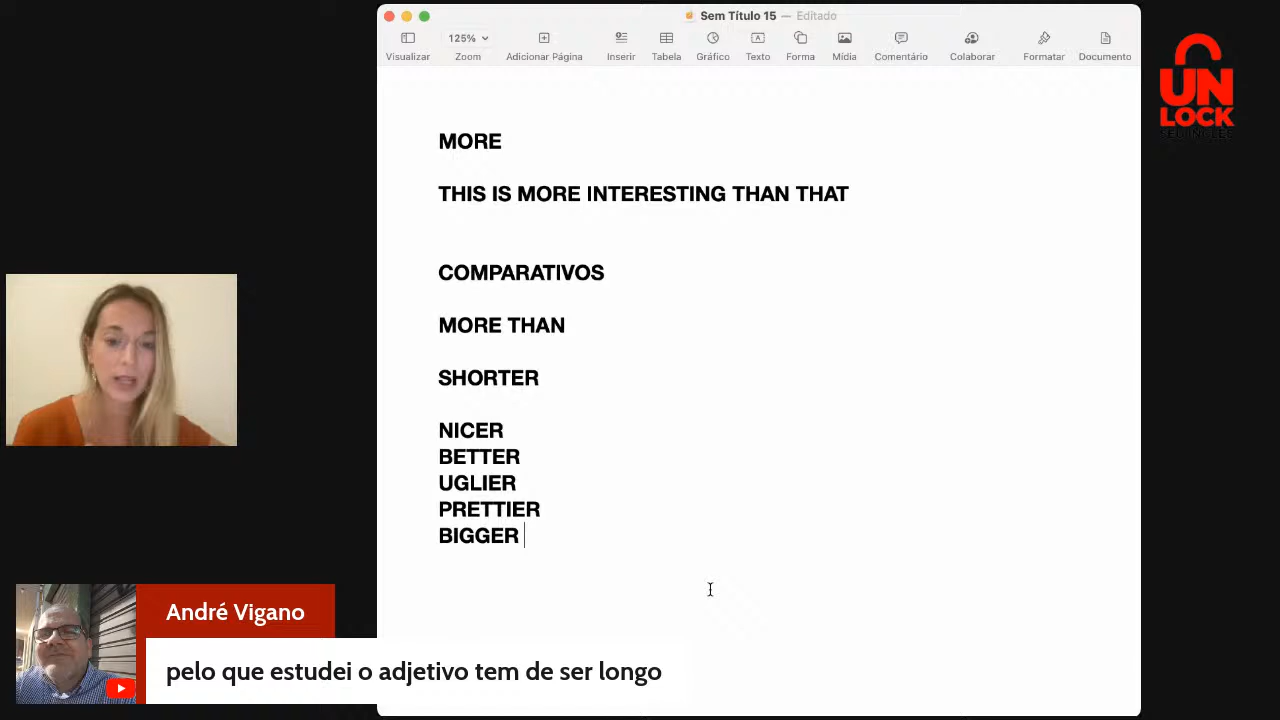 Sem Título 15 — Editado
125%
Visualizar Zoom Adicionar Página Inserir Tabela Gráfico Texto Forma Mídia Comentário Colaborar Formatar Documento
UN
LOCK
SEU INGLÊS
MORE
THIS IS MORE INTERESTING THAN THAT
COMPARATIVOS
MORE THAN
SHORTER
NICER
BETTER
UGLIER
PRETTIER
BIGGER
André Vigano
pelo que estudei o adjetivo tem de ser longo